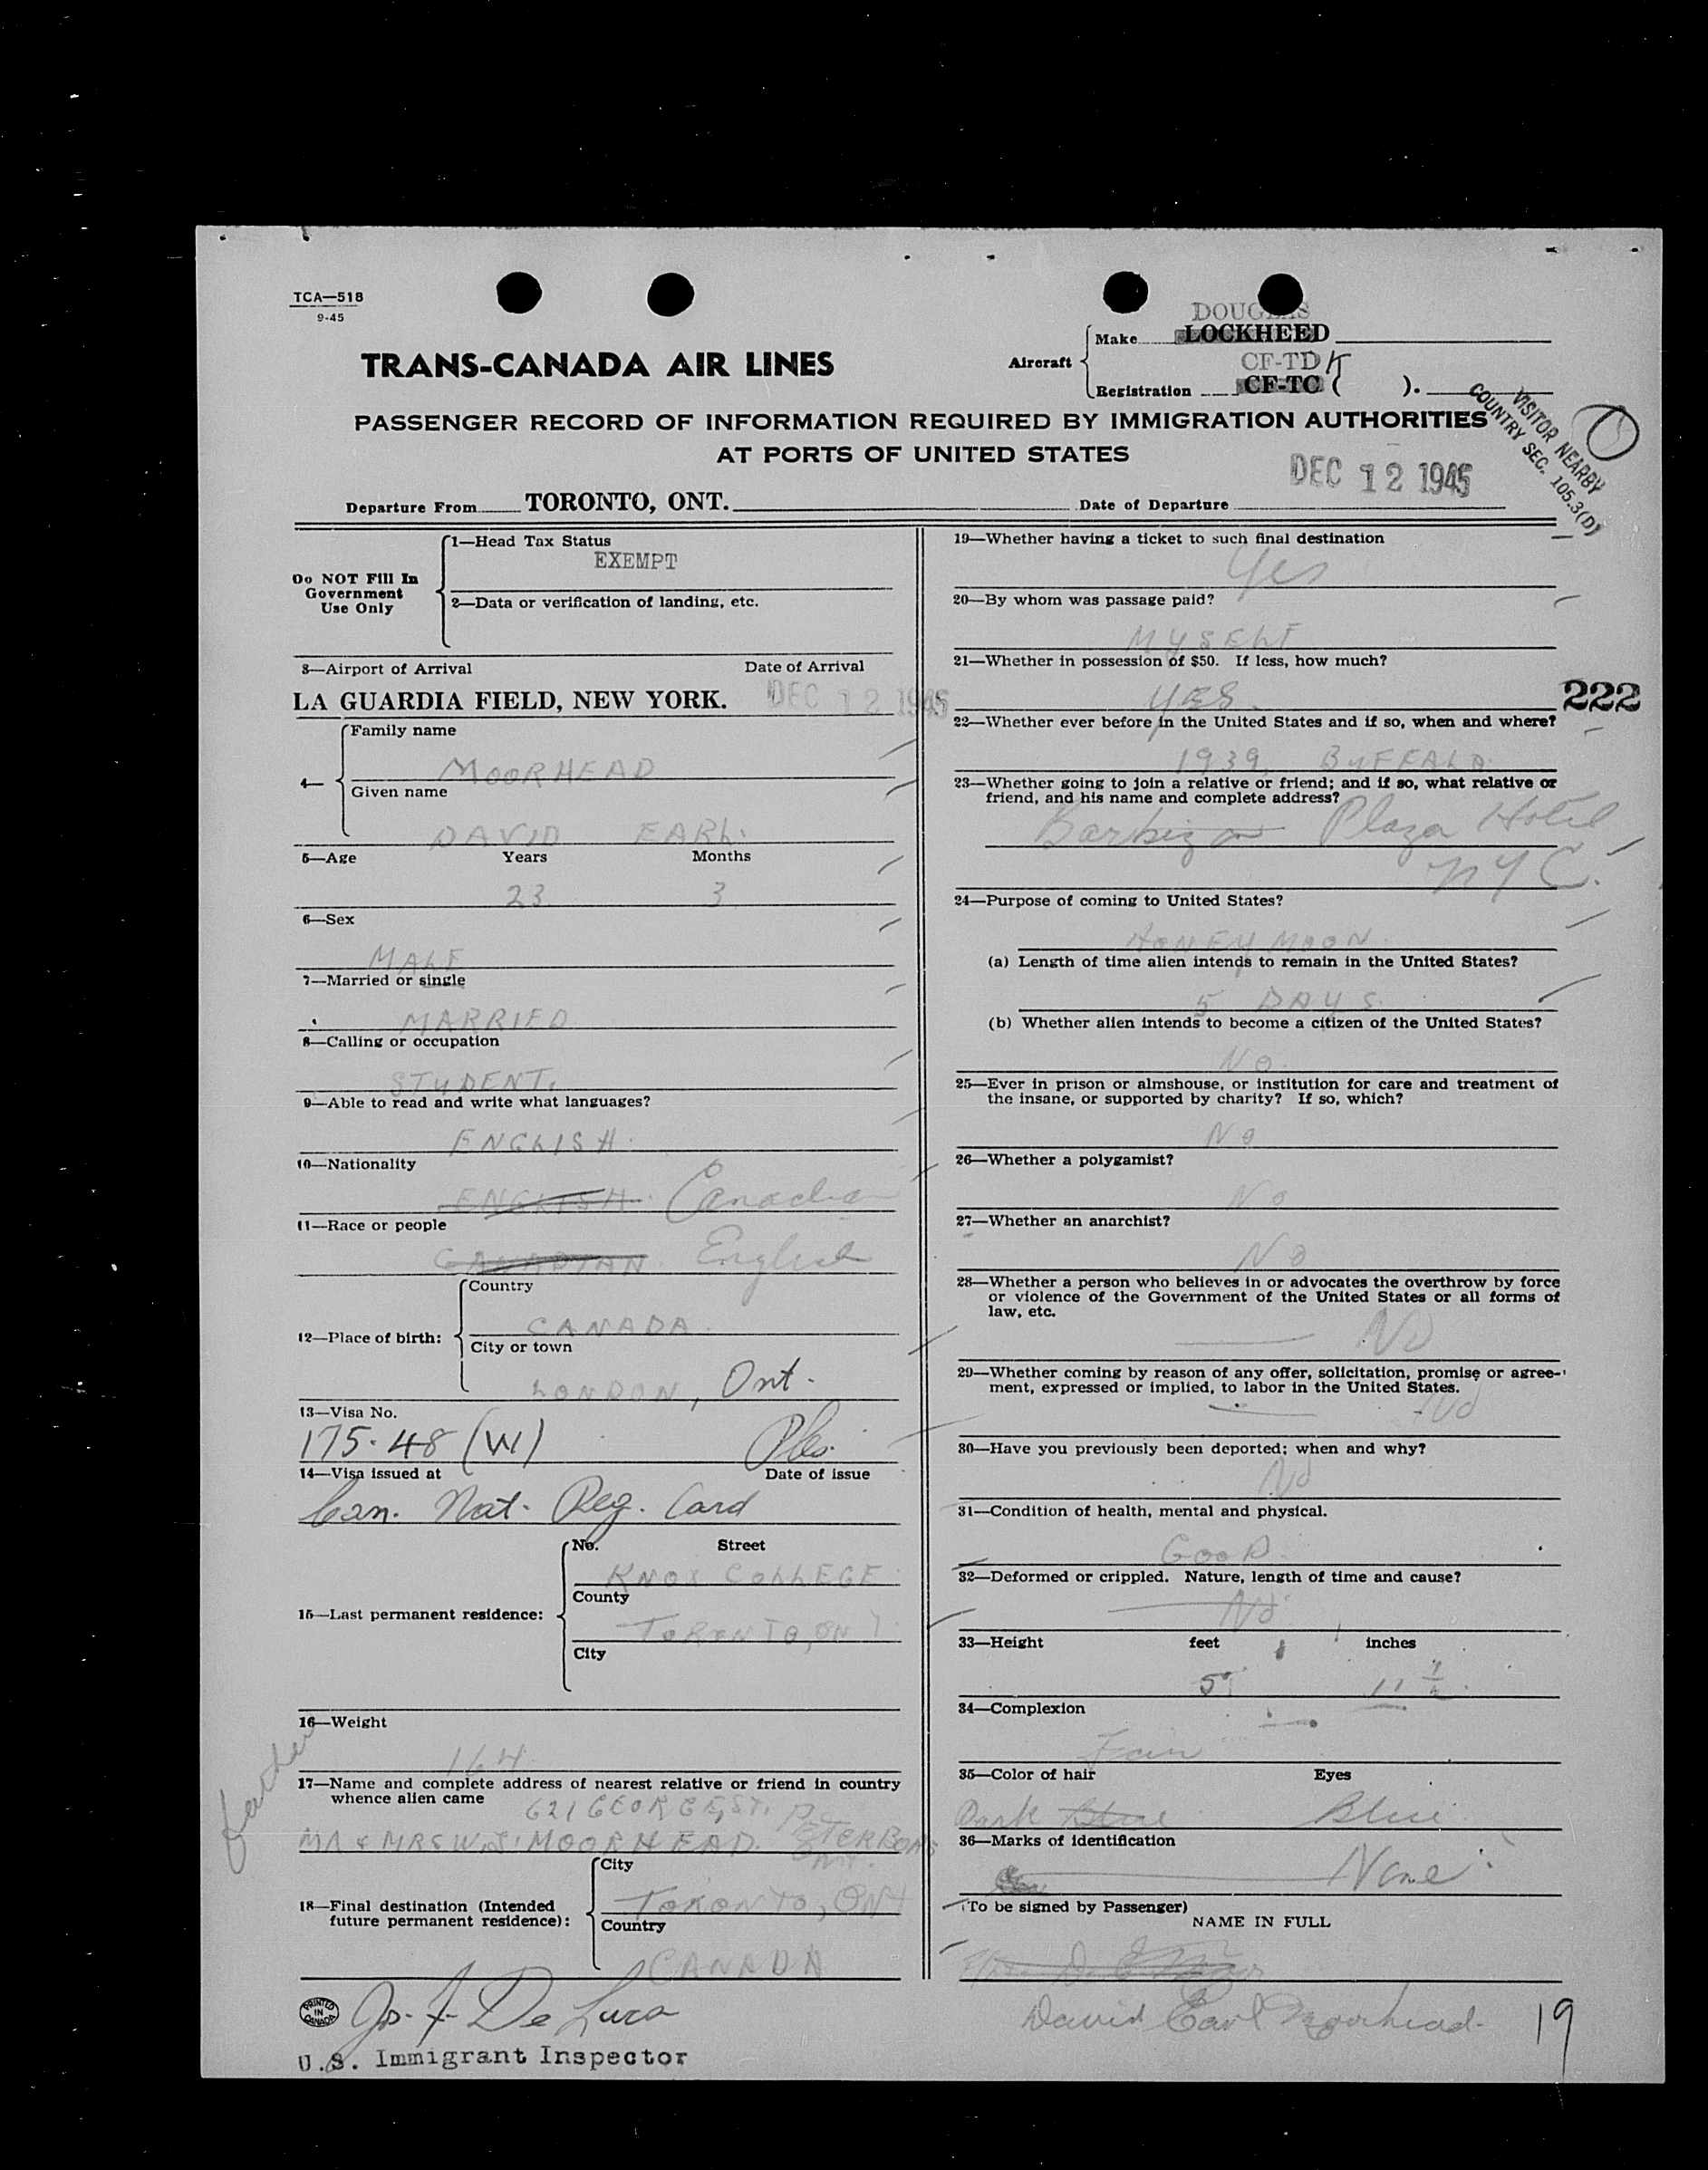 TCA—518
9-45
DOUGLAS
Aircraft
Make LOCKHEED
CF-TDK
Registration CF-TC ( ).
TRANS-CANADA AIR LINES
PASSENGER RECORD OF INFORMATION REQUIRED BY IMMIGRATION AUTHORITIES
AT PORTS OF UNITED STATES
VISITOR NEARBY
COUNTRY SEC. 105.3(D)
DEC 12 1945
Departure From TORONTO, ONT. Date of Departure
Do NOT Fill In
Government
Use Only
1—Head Tax Status
EXEMPT
2—Data or verification of landing, etc.
3—Airport of Arrival Date of Arrival
LA GUARDIA FIELD, NEW YORK. DEC 12 1945
4—
Family name
MOORHEAD
Given name
DAVID EARL.
5—Age Years Months
23 3
6—Sex
MALE
7—Married or single
MARRIED
8—Calling or occupation
STUDENT.
9—Able to read and write what languages?
ENGLISH.
10—Nationality
ENGLISH. Canadian
11—Race or people
CANADIAN English
12—Place of birth:
Country
CANADA.
City or town
LONDON, Ont.
13—Visa No.
175.48 (W)
14—Visa issued at Date of issue
Can. Nat. Reg. Card
15—Last permanent residence:
No. Street
KNOX COLLEGE
County
TORONTO, ONT.
City
16—Weight
164
17—Name and complete address of nearest relative or friend in country
whence alien came
621 GEORGE, ST. PETERBORO
MR & MRS W. J. MOORHEAD. ONT.
18—Final destination (Intended
future permanent residence):
City
TORONTO, ONT
Country
CANADA
PRINTED
IN
CANADA
Jo. F. De Luca
U.S. Immigrant Inspector
19—Whether having a ticket to such final destination
Yes
20—By whom was passage paid?
MYSELF
21—Whether in possession of $50. If less, how much?
YES.
222
22—Whether ever before in the United States and if so, when and where?
1939, BUFFALO.
23—Whether going to join a relative or friend; and if so, what relative or
friend, and his name and complete address?
Barbizon Plaza Hotel
NYC.
24—Purpose of coming to United States?
HONEYMOON
(a) Length of time alien intends to remain in the United States?
5 DAYS.
(b) Whether alien intends to become a citizen of the United States?
NO.
25—Ever in prison or almshouse, or institution for care and treatment of
the insane, or supported by charity? If so, which?
No
26—Whether a polygamist?
No
27—Whether an anarchist?
NO
28—Whether a person who believes in or advocates the overthrow by force
or violence of the Government of the United States or all forms of
law, etc.
No
29—Whether coming by reason of any offer, solicitation, promise or agree-
ment, expressed or implied, to labor in the United States.
No
30—Have you previously been deported; when and why?
No
31—Condition of health, mental and physical.
GOOD.
32—Deformed or crippled. Nature, length of time and cause?
No
33—Height feet inches
5 11 1/2
34—Complexion
Fair
35—Color of hair Eyes
Dark Blue Blue
36—Marks of identification
None
(To be signed by Passenger)
NAME IN FULL
David Earl Moorhead.
19